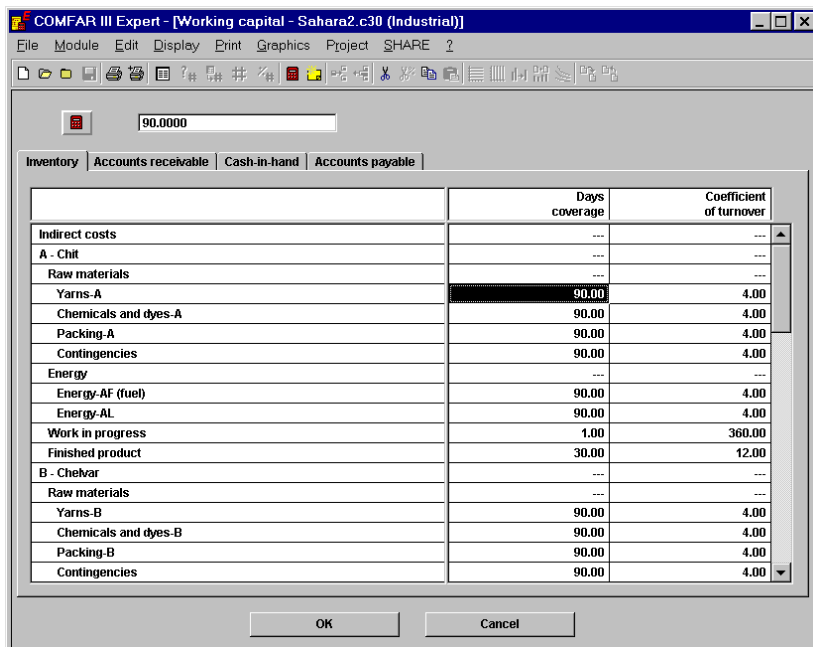 COMFAR III Expert - [Working capital - Sahara2.c30 (Industrial)]
File Module Edit Display Print Graphics Project SHARE ?
90.0000
Inventory Accounts receivable Cash-in-hand Accounts payable
Days coverage Coefficient of turnover
Indirect costs --- ---
A - Chit --- ---
Raw materials --- ---
Yarns-A 90.00 4.00
Chemicals and dyes-A 90.00 4.00
Packing-A 90.00 4.00
Contingencies 90.00 4.00
Energy --- ---
Energy-AF (fuel) 90.00 4.00
Energy-AL 90.00 4.00
Work in progress 1.00 360.00
Finished product 30.00 12.00
B - Chelvar --- ---
Raw materials --- ---
Yarns-B 90.00 4.00
Chemicals and dyes-B 90.00 4.00
Packing-B 90.00 4.00
Contingencies 90.00 4.00
OK Cancel